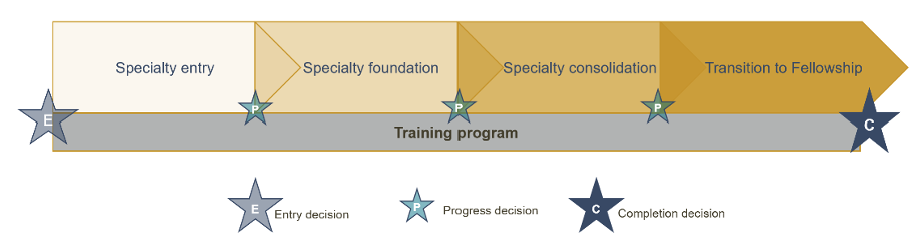 Specialty entry
Specialty foundation
Specialty consolidation
Transition to Fellowship
E
P
P
P
C
Training program
E
Entry decision
P
Progress decision
C
Completion decision